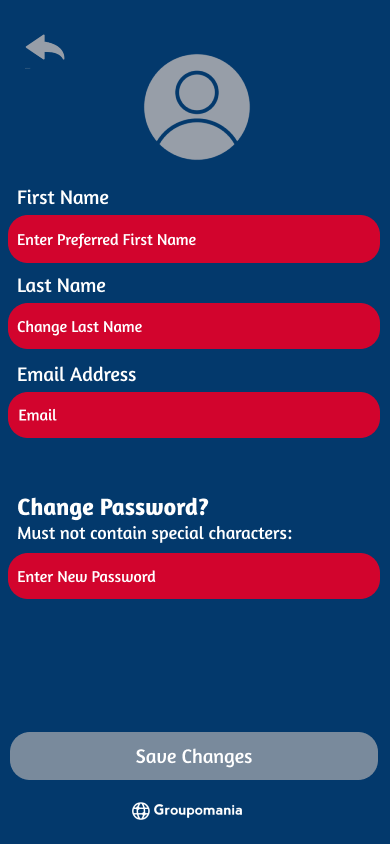 First Name
Enter Preferred First Name
Last Name
Change Last Name
Email Address
Email
Change Password?
Must not contain special characters:
Enter New Password
Save Changes
Groupomania